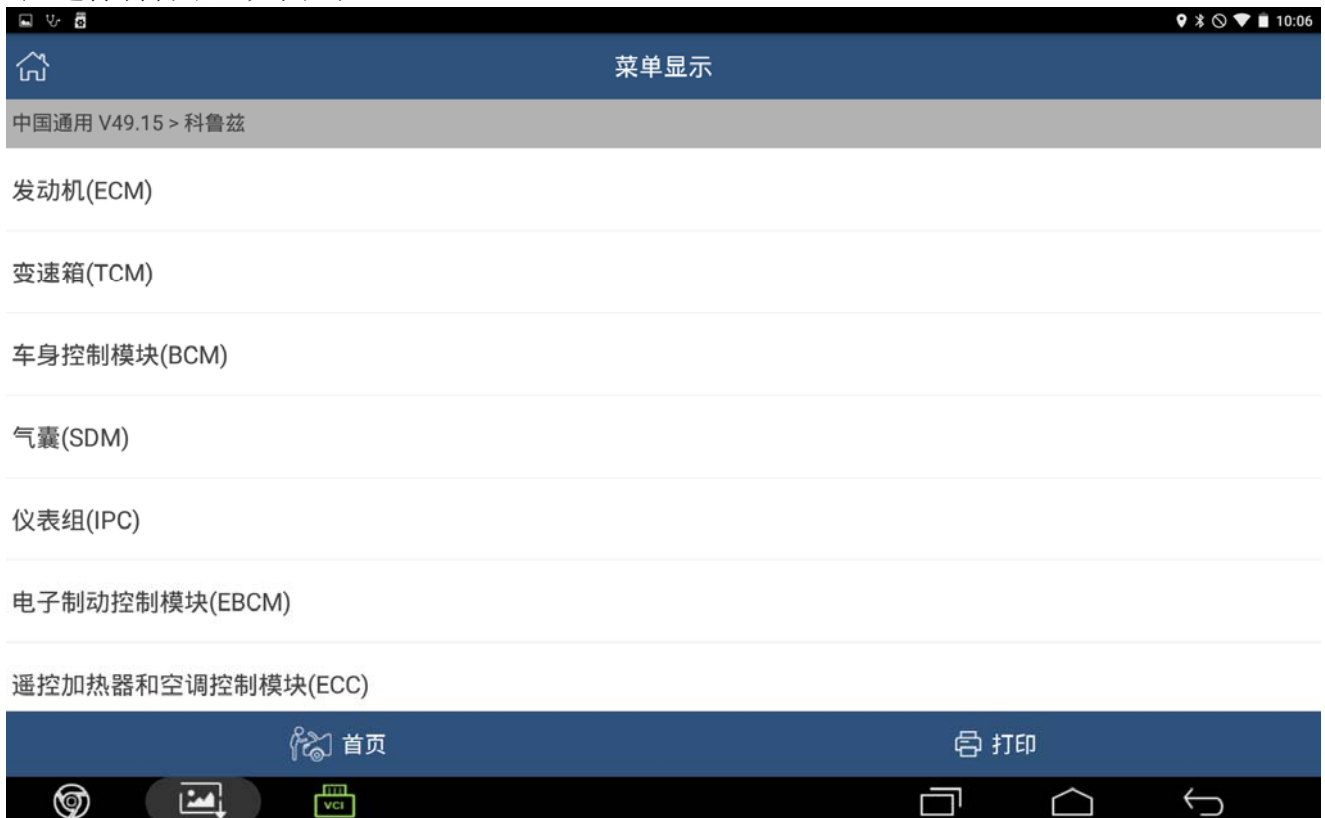 10:06
菜单显示
中国通用 V49.15 > 科鲁兹
发动机(ECM)
变速箱(TCM)
车身控制模块(BCM)
气囊(SDM)
仪表组(IPC)
电子制动控制模块(EBCM)
遥控加热器和空调控制模块(ECC)
首页
打印
VCI